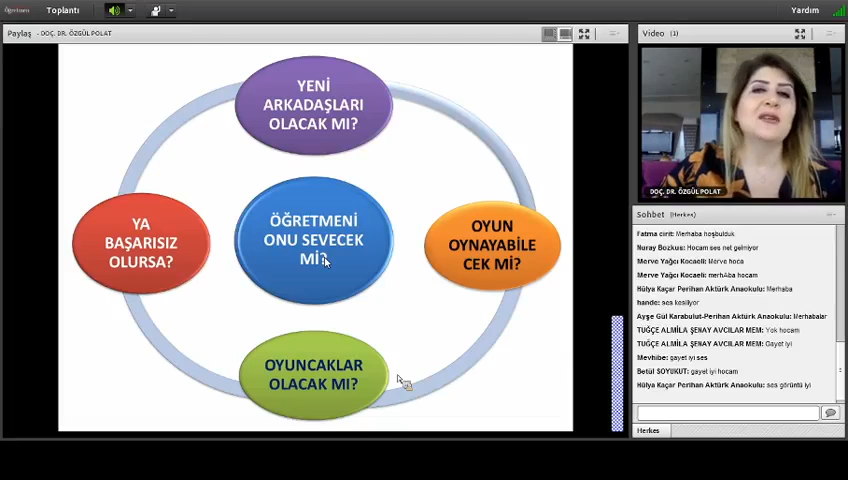 öğretmen
Toplantı
Yardım
Paylaş - DOÇ. DR. ÖZGÜL POLAT
YENİ
ARKADAŞLARI
OLACAK MI?
YA
BAŞARISIZ
OLURSA?
ÖĞRETMENİ
ONU SEVECEK
Mİ?
OYUN
OYNAYABİLE
CEK Mİ?
OYUNCAKLAR
OLACAK MI?
Video (1)
DOÇ. DR. ÖZGÜL POLAT
Sohbet (Herkes)
Fatma cirit: Merhaba hoşbulduk
Nuray Bozkus: Hocam ses net gelmiyor
Merve Yağcı Kocaeli: Merve hoca
Merve Yağcı Kocaeli: merhAba hocam
Hülya Kaçar Perihan Aktürk Anaokulu: Merhaba
hande: ses kesliyor
Ayşe Gül Karabulut-Perihan Aktürk Anaokulu: Merhabalar
TUĞÇE ALMİLA ŞENAY AVCILAR MEM: Yok hocam
TUĞÇE ALMİLA ŞENAY AVCILAR MEM: Gayet iyi
Mevhibe: gayet iyi ses
Betül SOYUKUT: gayet iyi hocam
Hülya Kaçar Perihan Aktürk Anaokulu: ses görüntü iyi
Herkes